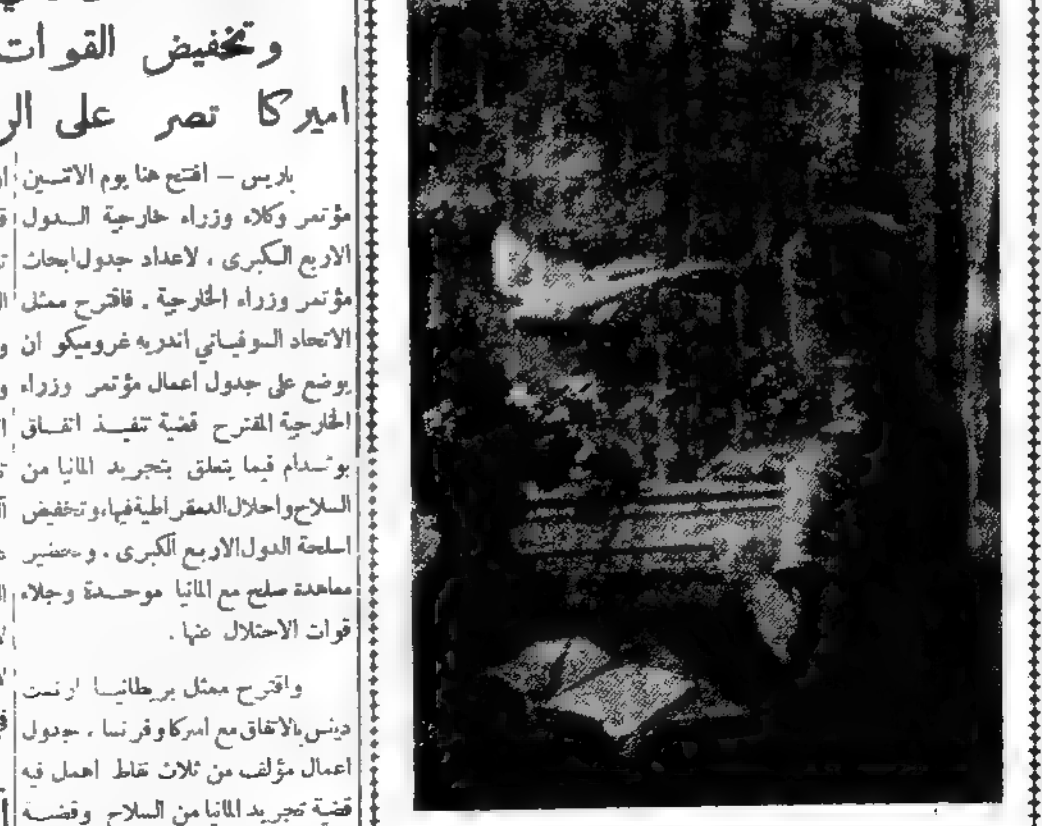 وتخفيض القوات
اميركا تصر على
باريس — افتتح هنا يوم الاثنين
مؤتمر وكلاء وزراء خارجية الدول
الاربع الكبرى ، لاعداد جدول ابحاث
مؤتمر وزراء الخارجية . فاقترح ممثل
الاتحاد السوفياتي اندريه غروميكو ان
يوضع على جدول اعمال مؤتمر وزراء
الخارجية المقترح قضية تنفيذ اتفاق
بوتسدام فيما يتعلق بتجريد المانيا من
السلاح واحلال الدمقراطية فيها، وتخفيض
اسلحة الدول الاربع الكبرى . وتحضير
معاهدة صلح مع المانيا موحدة وجلاء
قوات الاحتلال عنها .
واقترح ممثل بريطانيا ارنست
ديفس بالاتفاق مع اميركا وفرنسا ، جدول
اعمال مؤلف من ثلاث نقاط اهمل فيه
قضية تجريد المانيا من السلاح وقضية